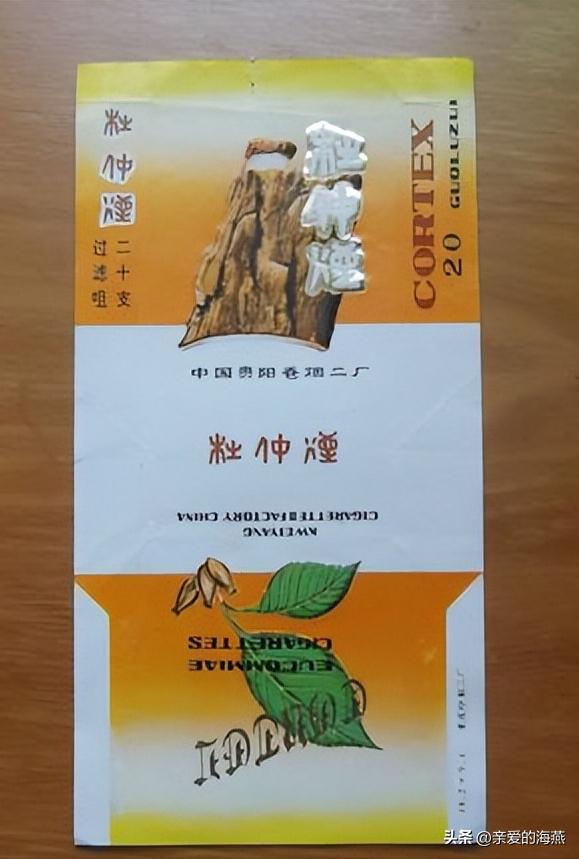 杜仲烟
二十支
过滤咀
杜仲烟
CORTEX
20 GUOLUZUI
中国贵阳卷烟二厂
杜仲烟
KWEIYANG
CIGARETTE Ⅱ FACTORY CHINA
EUCOMMIAE
CIGARETTES
头条 @亲爱的海燕